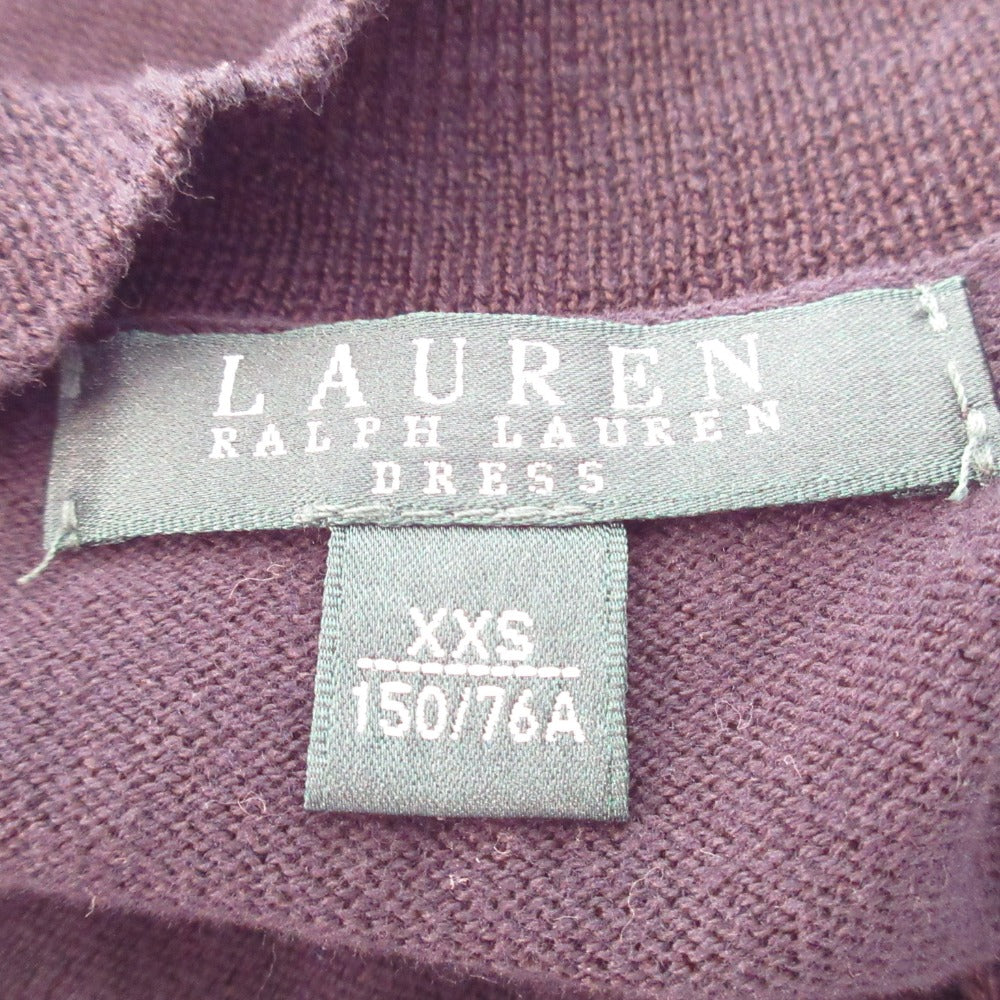 LAUREN
RALPH LAUREN
DRESS
XXS
150/76A